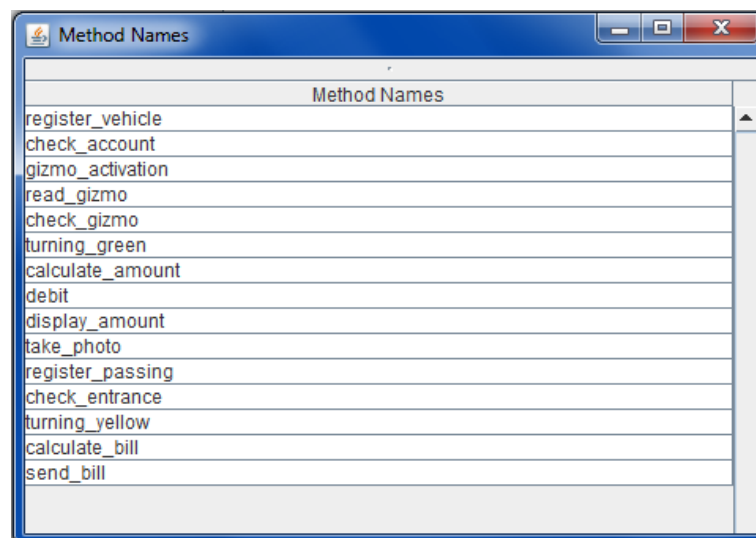 Method Names
Method Names
register_vehicle
check_account
gizmo_activation
read_gizmo
check_gizmo
turning_green
calculate_amount
debit
display_amount
take_photo
register_passing
check_entrance
turning_yellow
calculate_bill
send_bill